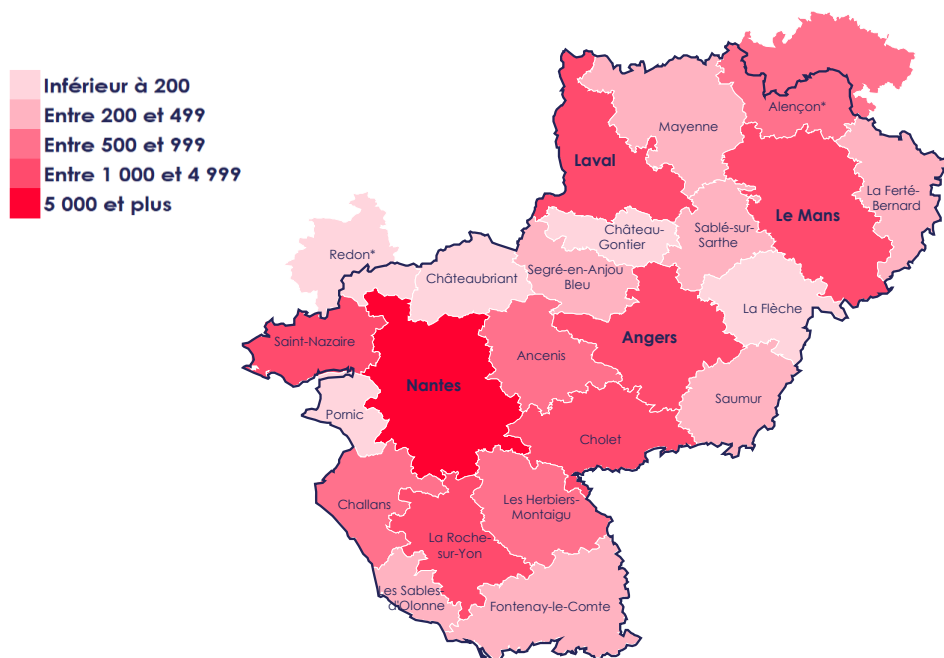 Inférieur à 200
Entre 200 et 499
Entre 500 et 999
Entre 1 000 et 4 999
5 000 et plus
Alençon*
Mayenne
Laval
La Ferté-
Bernard
Le Mans
Château-
Gontier
Sablé-sur-
Sarthe
Redon*
Châteaubriant
Segré-en-Anjou
Bleu
La Flèche
Saint-Nazaire
Ancenis
Angers
Nantes
Saumur
Pornic
Cholet
Challans
Les Herbiers-
Montaigu
La Roche-
sur-Yon
Les Sables-
d'Olonne
Fontenay-le-Comte